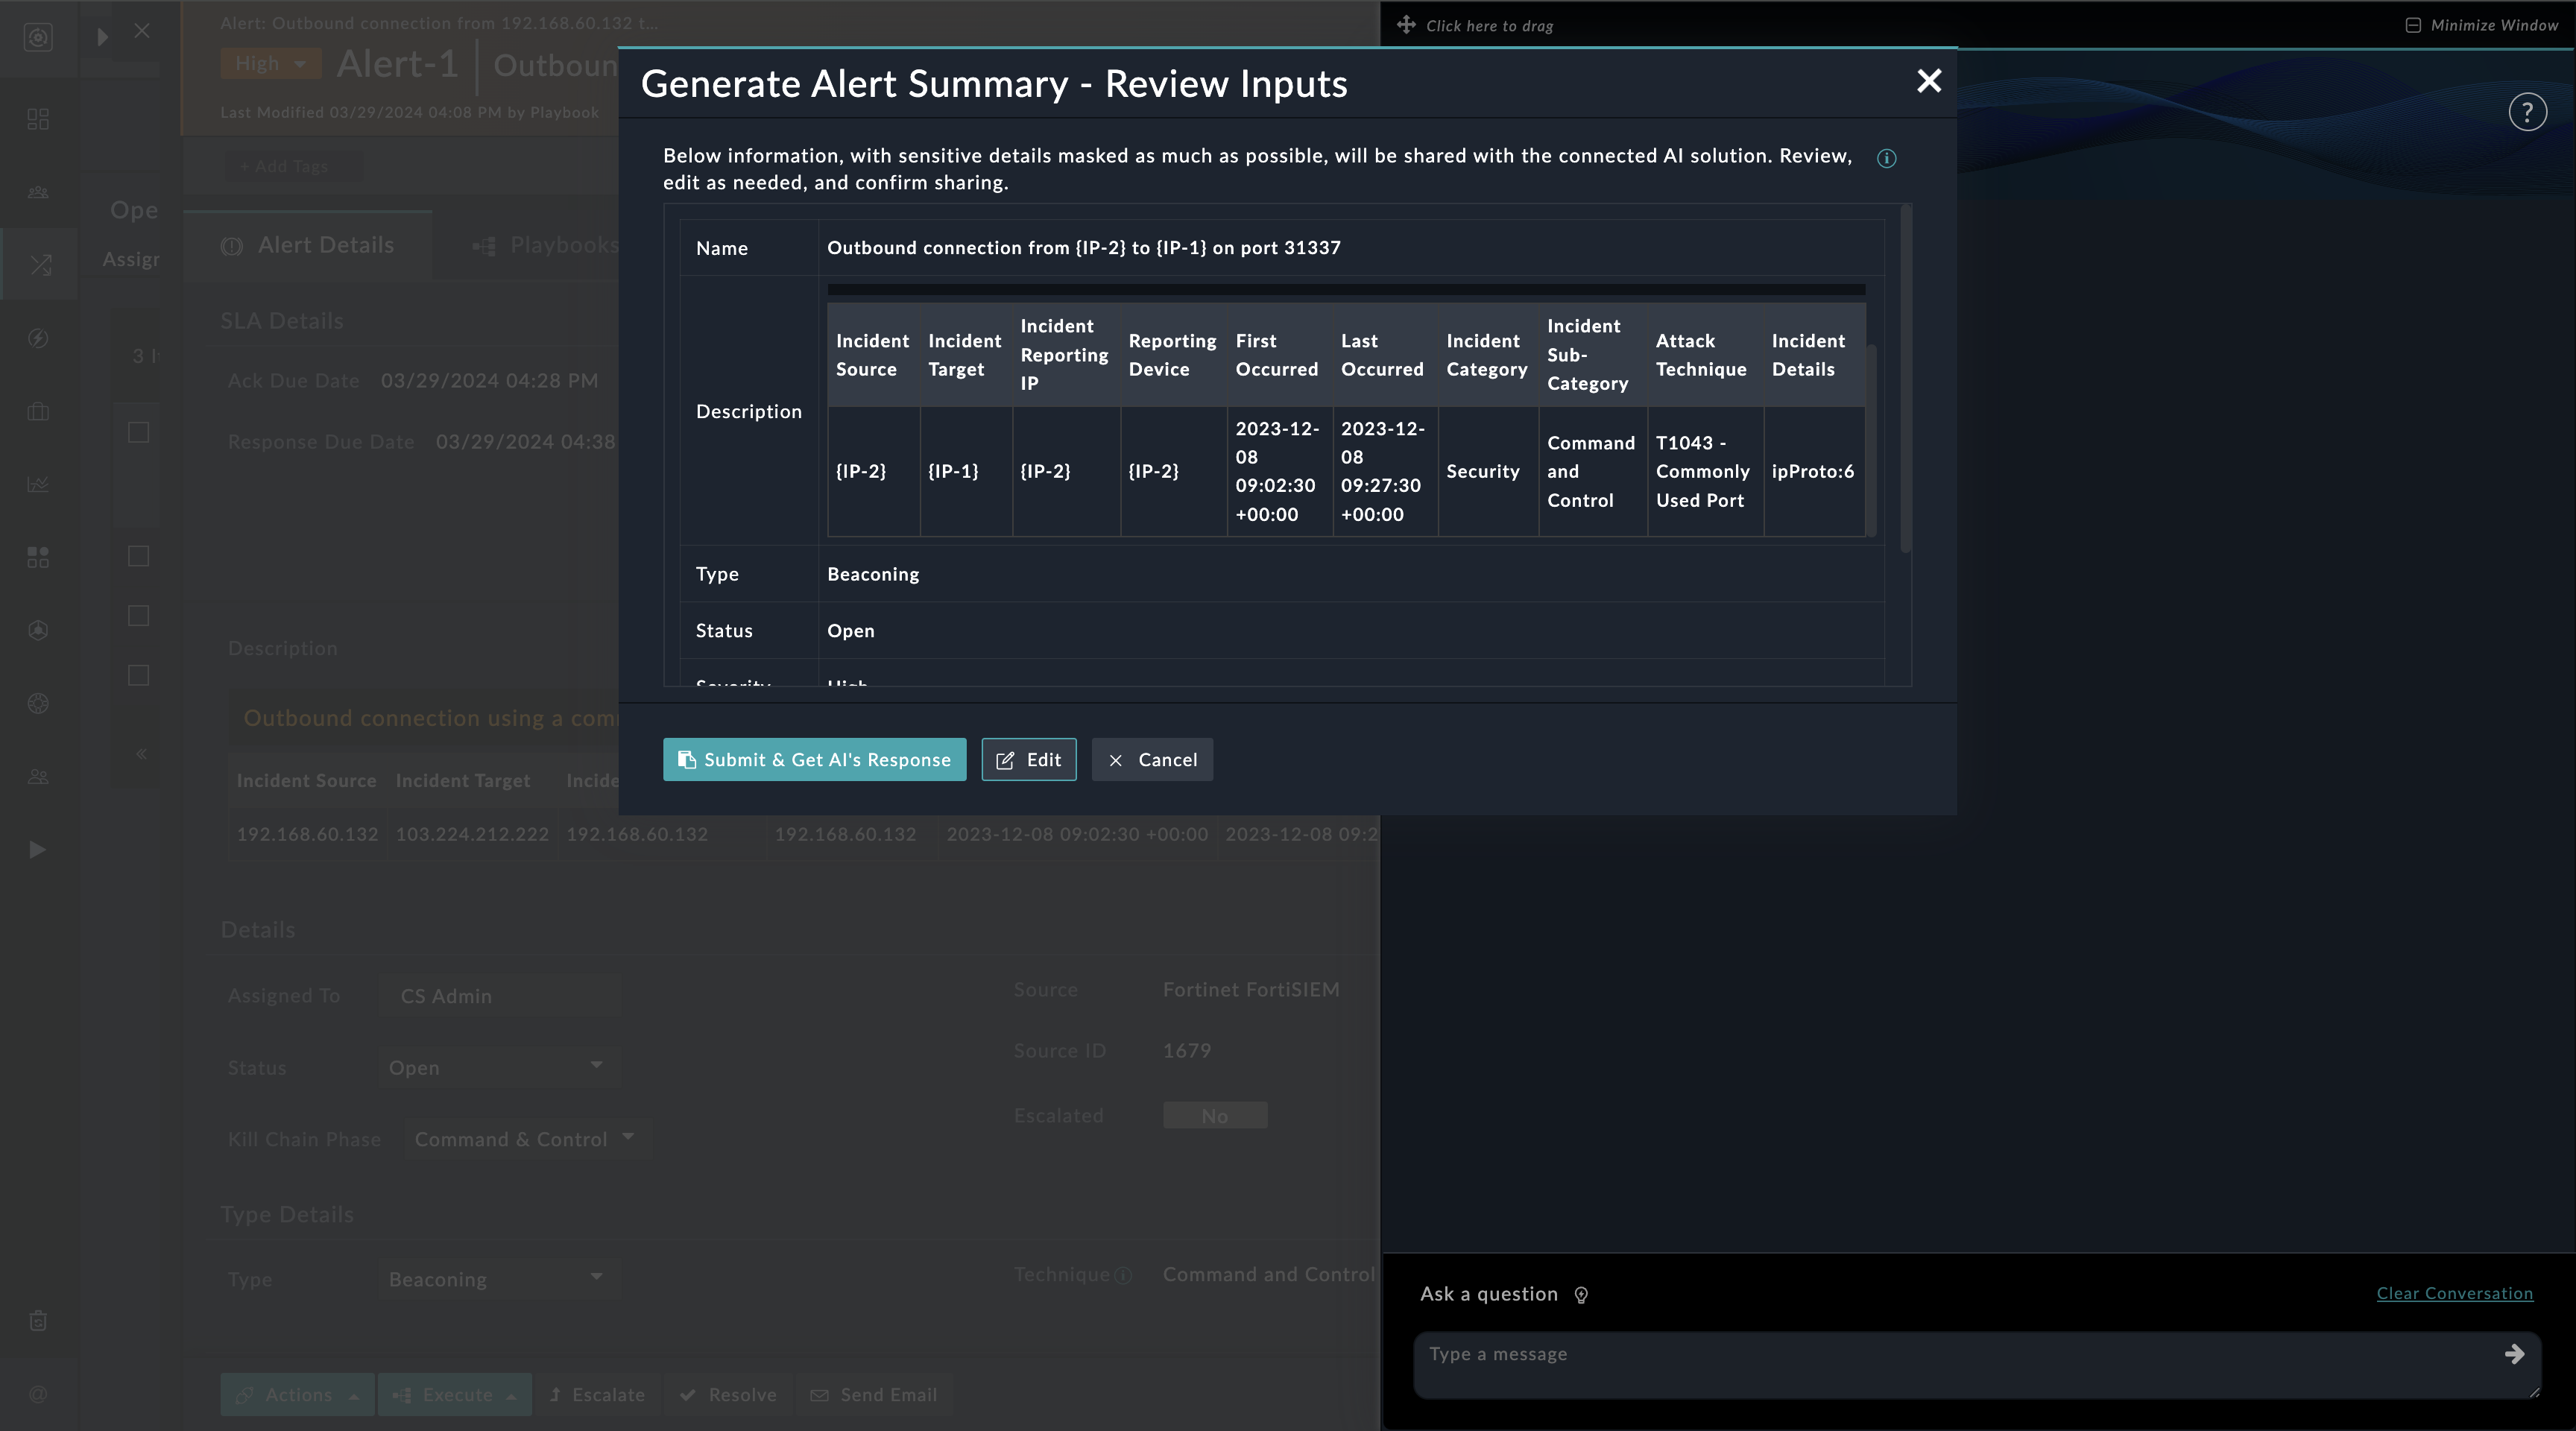 Alert: Outbound connection from 192.168.60.132 t...
High
Alert-1
Outboun
Last Modified 03/29/2024 04:08 PM by Playbook
+ Add Tags
Ope
Assigr
Alert Details
Playbooks
SLA Details
3 It
Ack Due Date 03/29/2024 04:28 PM
Response Due Date 03/29/2024 04:38
Description
Outbound connection using a com
Incident Source Incident Target Incide
192.168.60.132 103.224.212.222 192.168.60.132 192.168.60.132 2023-12-08 09:02:30 +00:00 2023-12-08 09:2
Details
Assigned To CS Admin
Source Fortinet FortiSIEM
Status Open
Source ID 1679
Escalated No
Kill Chain Phase Command & Control
Type Details
Type Beaconing
Technique Command and Control
Actions
Execute
Escalate
Resolve
Send Email
Click here to drag
Minimize Window
?
Generate Alert Summary - Review Inputs
Below information, with sensitive details masked as much as possible, will be shared with the connected AI solution. Review,
edit as needed, and confirm sharing.
Name Outbound connection from {IP-2} to {IP-1} on port 31337
Description
Incident
Source
Incident
Target
Incident
Reporting
IP
Reporting
Device
First
Occurred
Last
Occurred
Incident
Category
Incident
Sub-
Category
Attack
Technique
Incident
Details
{IP-2}
{IP-1}
{IP-2}
{IP-2}
2023-12-
08
09:02:30
+00:00
2023-12-
08
09:27:30
+00:00
Security
Command
and
Control
T1043 -
Commonly
Used Port
ipProto:6
Type Beaconing
Status Open
Severity High
Submit & Get AI's Response
Edit
Cancel
Ask a question
Clear Conversation
Type a message